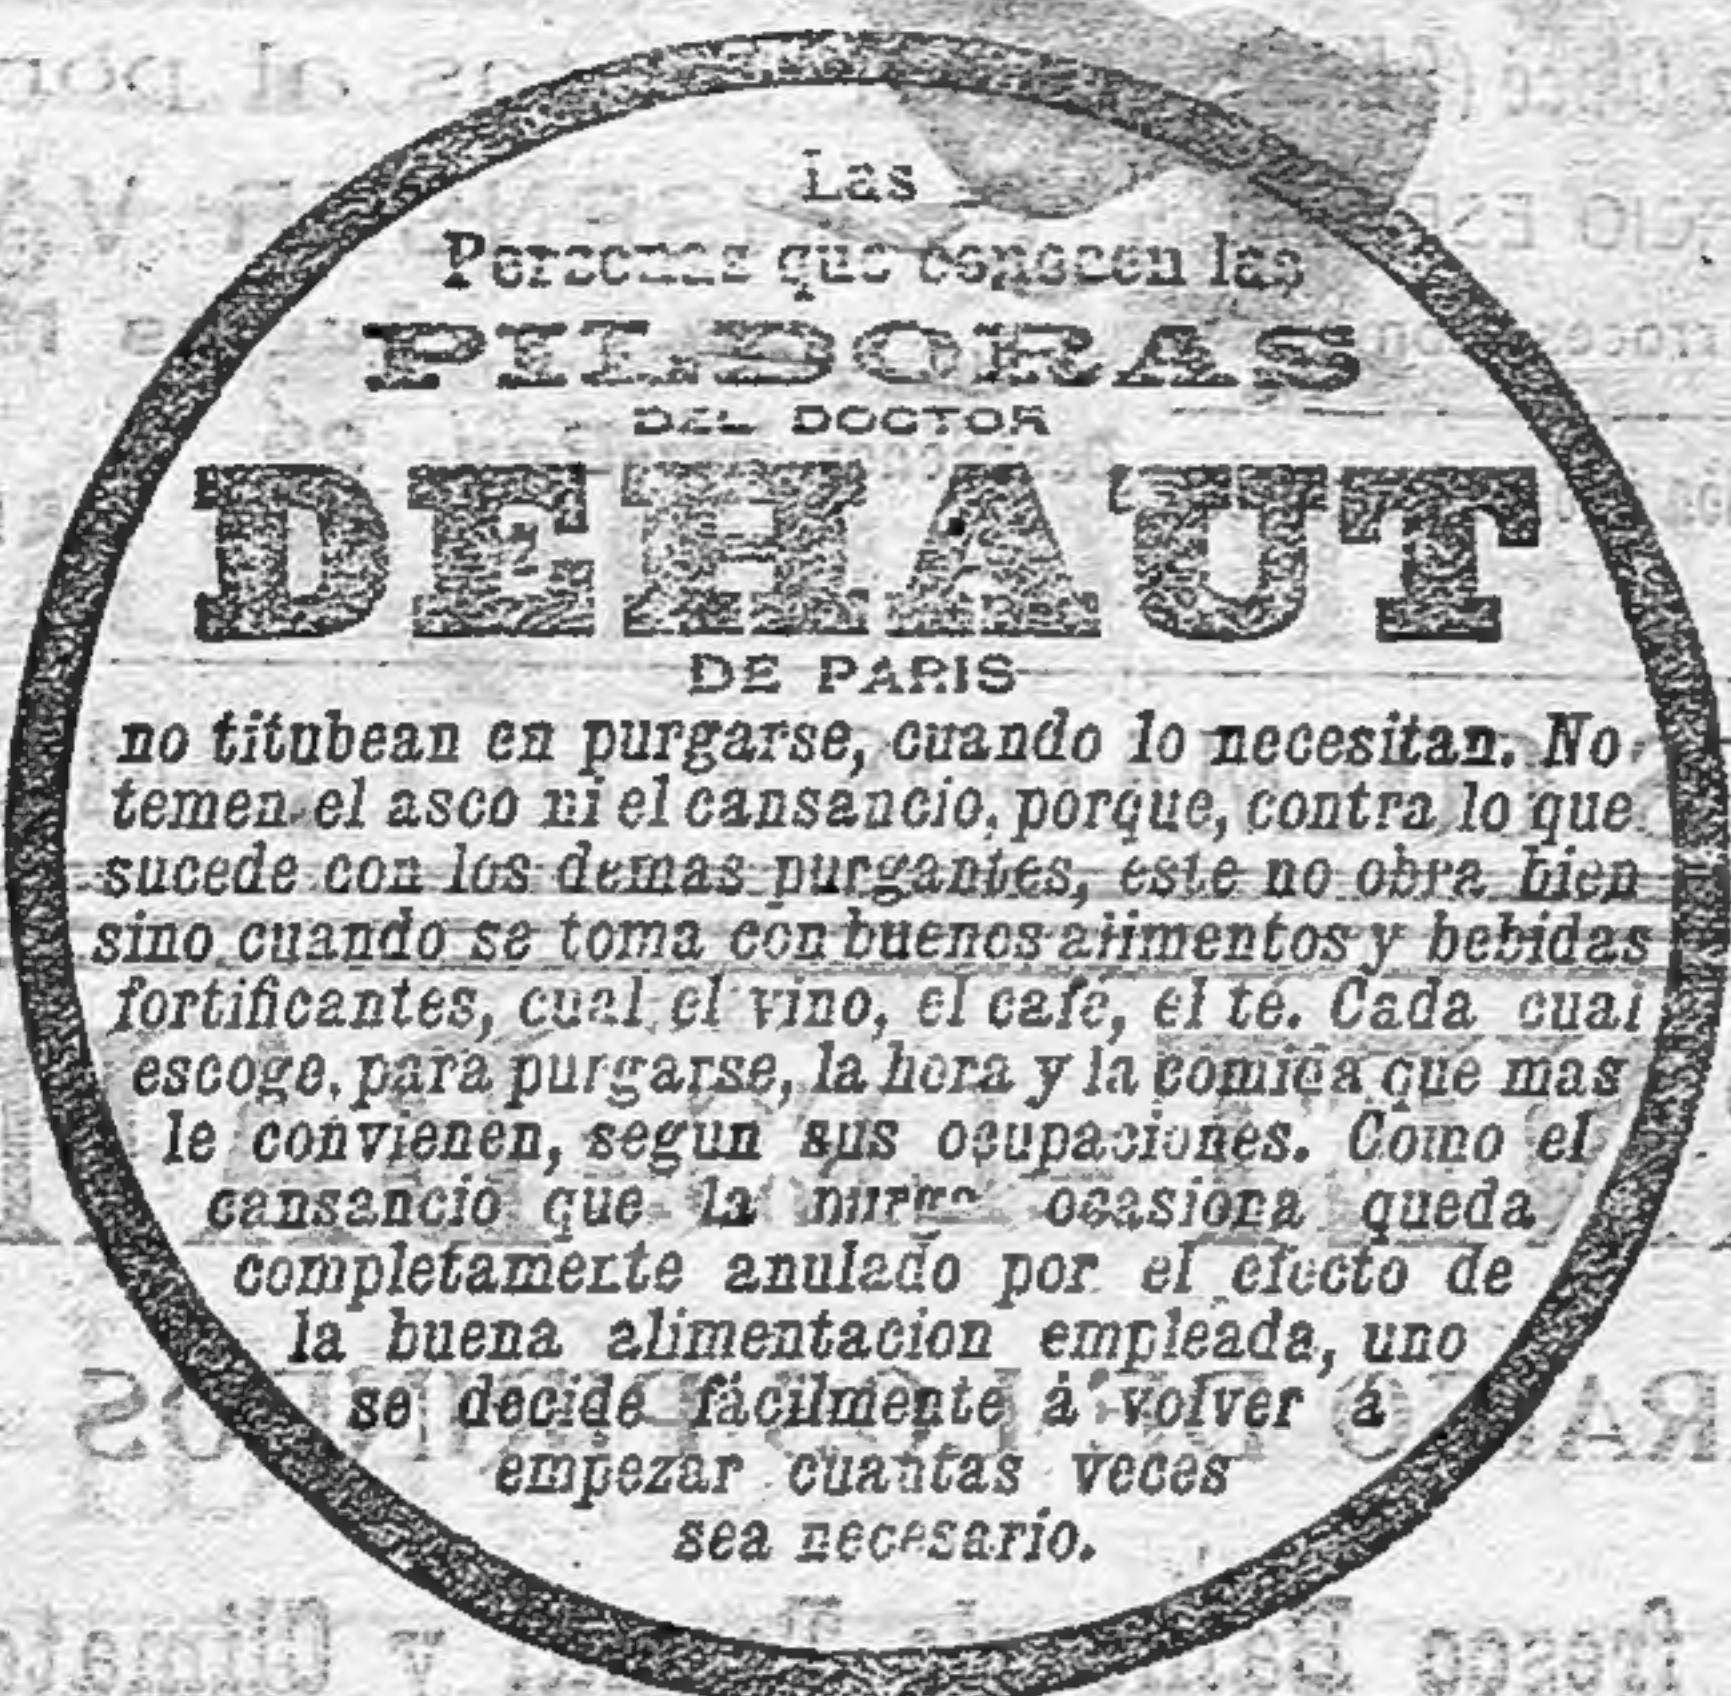 Las
Personas que conocen las
PILDORAS
DEL DOCTOR
DEHAUT
DE PARIS
no titubean en purgarse, cuando lo necesitan. No
temen el asco ni el cansancio, porque, contra lo que
sucede con los demas purgantes, este no obra bien
sino cuando se toma con buenos alimentos y bebidas
fortificantes, cual el vino, el café, el té. Cada cual
escoge, para purgarse, la hora y la comida que mas
le convienen, segun sus ocupaciones. Como el
cansancio que la purga ocasiona queda
completamente anulado por el efecto de
la buena alimentacion empleada, uno
se decide fácilmente á volver á
empezar cuantas veces
sea necesario.